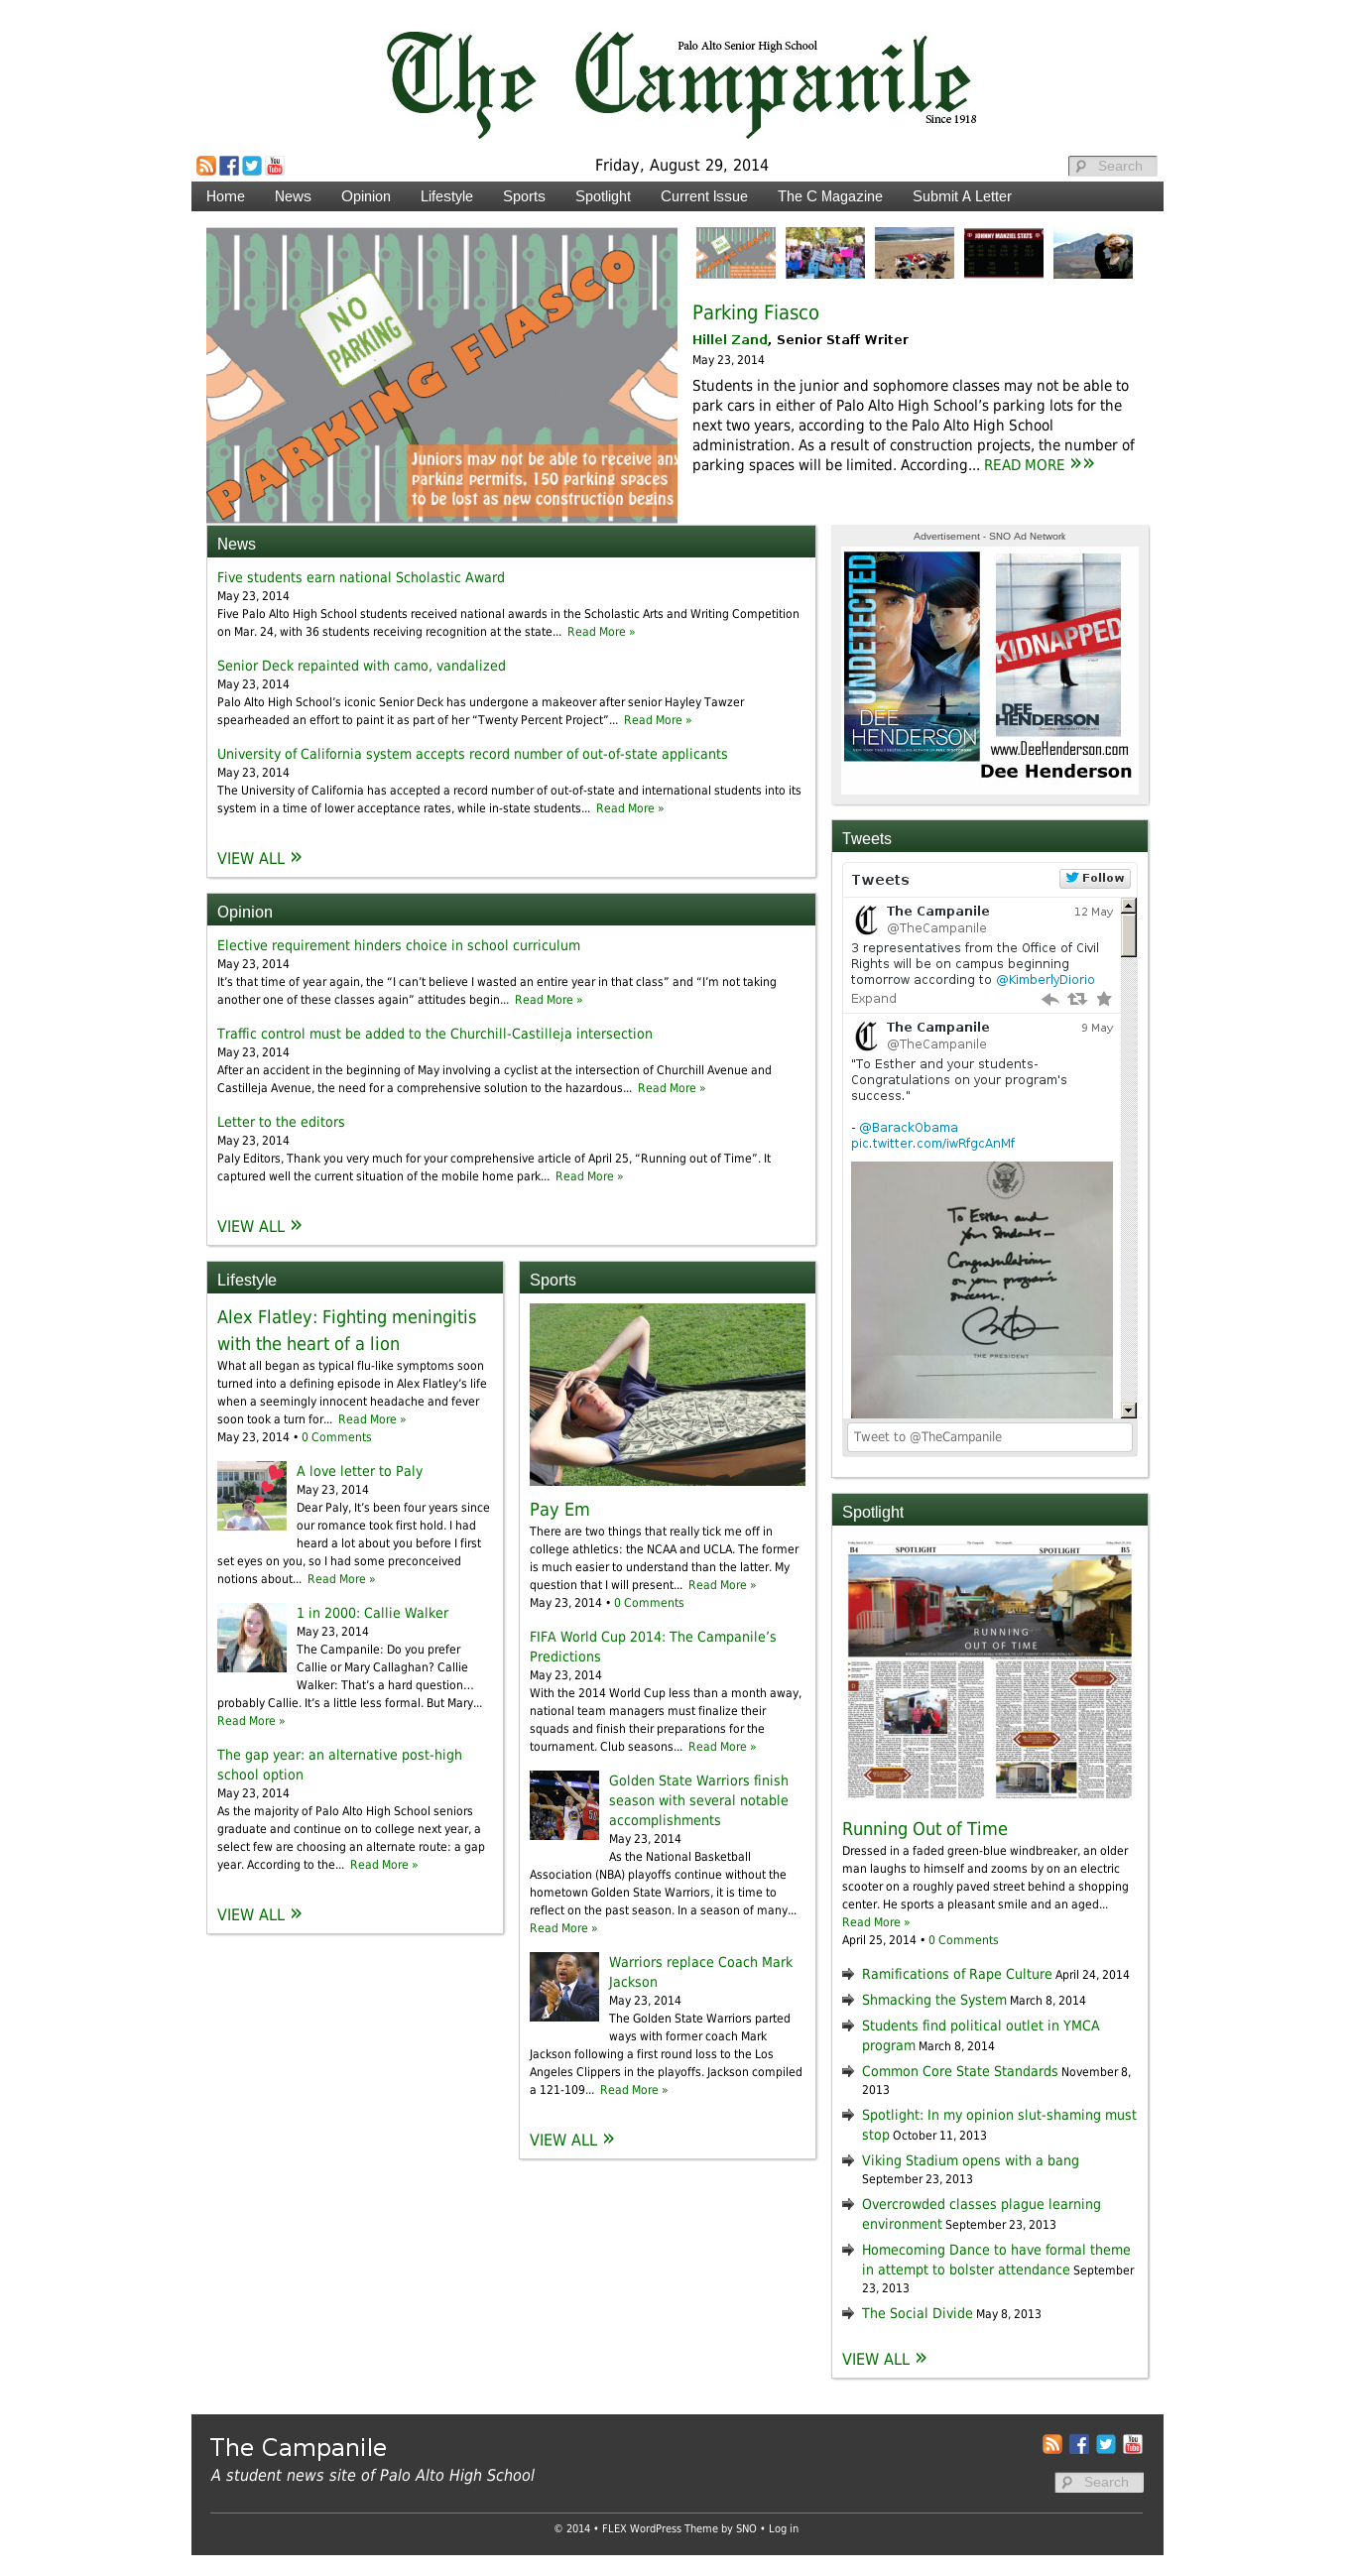 The Campanile
Palo Alto Senior High School
Since 1918
Friday, August 29, 2014
Search
Home News Opinion Lifestyle Sports Spotlight Current Issue The C Magazine Submit A Letter
NO PARKING
PARKING FIASCO
Juniors may not be able to receive any
parking permits, 150 parking spaces
to be lost as new construction begins
JOHNNY MANZIEL STATS
Parking Fiasco
Hillel Zand, Senior Staff Writer
May 23, 2014
Students in the junior and sophomore classes may not be able to
park cars in either of Palo Alto High School’s parking lots for the
next two years, according to the Palo Alto High School
administration. As a result of construction projects, the number of
parking spaces will be limited. According... READ MORE »»
News
Five students earn national Scholastic Award
May 23, 2014
Five Palo Alto High School students received national awards in the Scholastic Arts and Writing Competition
on Mar. 24, with 36 students receiving recognition at the state... Read More »
Senior Deck repainted with camo, vandalized
May 23, 2014
Palo Alto High School’s iconic Senior Deck has undergone a makeover after senior Hayley Tawzer
spearheaded an effort to paint it as part of her “Twenty Percent Project”... Read More »
University of California system accepts record number of out-of-state applicants
May 23, 2014
The University of California has accepted a record number of out-of-state and international students into its
system in a time of lower acceptance rates, while in-state students... Read More »
VIEW ALL »
Opinion
Elective requirement hinders choice in school curriculum
May 23, 2014
It’s that time of year again, the “I can’t believe I wasted an entire year in that class” and “I’m not taking
another one of these classes again” attitudes begin... Read More »
Traffic control must be added to the Churchill-Castilleja intersection
May 23, 2014
After an accident in the beginning of May involving a cyclist at the intersection of Churchill Avenue and
Castilleja Avenue, the need for a comprehensive solution to the hazardous... Read More »
Letter to the editors
May 23, 2014
Paly Editors, Thank you very much for your comprehensive article of April 25, “Running out of Time”. It
captured well the current situation of the mobile home park... Read More »
VIEW ALL »
Lifestyle
Alex Flatley: Fighting meningitis
with the heart of a lion
What all began as typical flu-like symptoms soon
turned into a defining episode in Alex Flatley’s life
when a seemingly innocent headache and fever
soon took a turn for... Read More »
May 23, 2014 • 0 Comments
A love letter to Paly
May 23, 2014
Dear Paly, It’s been four years since
our romance took first hold. I had
heard a lot about you before I first
set eyes on you, so I had some preconceived
notions about... Read More »
1 in 2000: Callie Walker
May 23, 2014
The Campanile: Do you prefer
Callie or Mary Callaghan? Callie
Walker: That’s a hard question…
probably Callie. It’s a little less formal. But Mary...
Read More »
The gap year: an alternative post-high
school option
May 23, 2014
As the majority of Palo Alto High School seniors
graduate and continue on to college next year, a
select few are choosing an alternate route: a gap
year. According to the... Read More »
VIEW ALL »
Sports
Pay Em
There are two things that really tick me off in
college athletics: the NCAA and UCLA. The former
is much easier to understand than the latter. My
question that I will present... Read More »
May 23, 2014 • 0 Comments
FIFA World Cup 2014: The Campanile’s
Predictions
May 23, 2014
With the 2014 World Cup less than a month away,
national team managers must finalize their
squads and finish their preparations for the
tournament. Club seasons... Read More »
Golden State Warriors finish
season with several notable
accomplishments
May 23, 2014
As the National Basketball
Association (NBA) playoffs continue without the
hometown Golden State Warriors, it is time to
reflect on the past season. In a season of many...
Read More »
Warriors replace Coach Mark
Jackson
May 23, 2014
The Golden State Warriors parted
ways with former coach Mark
Jackson following a first round loss to the Los
Angeles Clippers in the playoffs. Jackson compiled
a 121-109... Read More »
VIEW ALL »
Advertisement - SNO Ad Network
UNDETECTED
DEE HENDERSON
KIDNAPPED
DEE HENDERSON
www.DeeHenderson.com
Dee Henderson
Tweets
Tweets Follow
The Campanile 12 May
@TheCampanile
3 representatives from the Office of Civil
Rights will be on campus beginning
tomorrow according to @KimberlyDiorio
Expand
The Campanile 9 May
@TheCampanile
"To Esther and your students-
Congratulations on your program's
success."
- @BarackObama
pic.twitter.com/iwRfgcAnMf
To Esther and
your students—
Congratulations
on your program's
success.
THE PRESIDENT
Tweet to @TheCampanile
Spotlight
B4 SPOTLIGHT SPOTLIGHT B5
RUNNING
OUT OF TIME
Running Out of Time
Dressed in a faded green-blue windbreaker, an older
man laughs to himself and zooms by on an electric
scooter on a roughly paved street behind a shopping
center. He sports a pleasant smile and an aged...
Read More »
April 25, 2014 • 0 Comments
Ramifications of Rape Culture April 24, 2014
Shmacking the System March 8, 2014
Students find political outlet in YMCA
program March 8, 2014
Common Core State Standards November 8,
2013
Spotlight: In my opinion slut-shaming must
stop October 11, 2013
Viking Stadium opens with a bang
September 23, 2013
Overcrowded classes plague learning
environment September 23, 2013
Homecoming Dance to have formal theme
in attempt to bolster attendance September
23, 2013
The Social Divide May 8, 2013
VIEW ALL »
The Campanile
A student news site of Palo Alto High School
Search
© 2014 • FLEX WordPress Theme by SNO • Log in